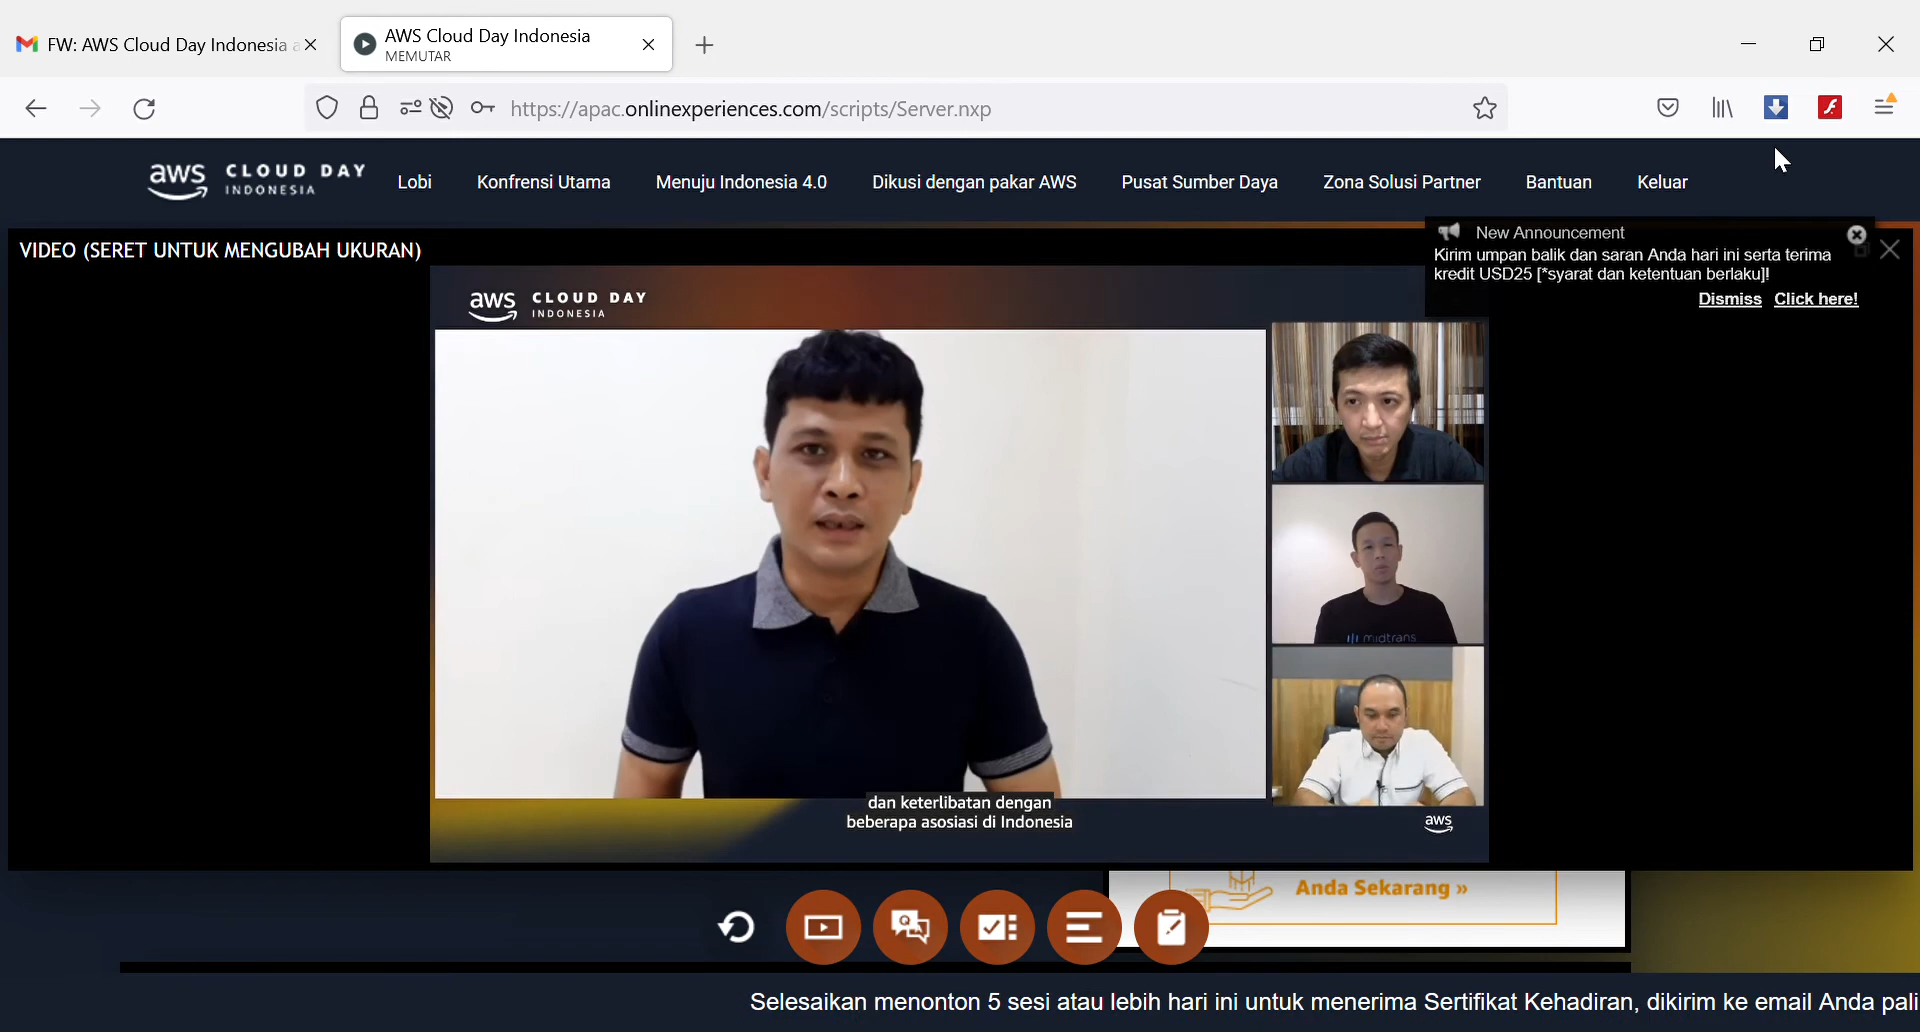 FW: AWS Cloud Day Indonesia a
AWS Cloud Day Indonesia
MEMUTAR
https://apac.onlinexperiences.com/scripts/Server.nxp
aws CLOUD DAY
INDONESIA
Lobi
Konfrensi Utama
Menuju Indonesia 4.0
Dikusi dengan pakar AWS
Pusat Sumber Daya
Zona Solusi Partner
Bantuan
Keluar
VIDEO (SERET UNTUK MENGUBAH UKURAN)
New Announcement
Kirim umpan balik dan saran Anda hari ini serta terima
kredit USD25 [*syarat dan ketentuan berlaku]!
Dismiss Click here!
aws CLOUD DAY
INDONESIA
midtrans
dan keterlibatan dengan
beberapa asosiasi di Indonesia
aws
Anda Sekarang »
Q A
Selesaikan menonton 5 sesi atau lebih hari ini untuk menerima Sertifikat Kehadiran, dikirim ke email Anda pali